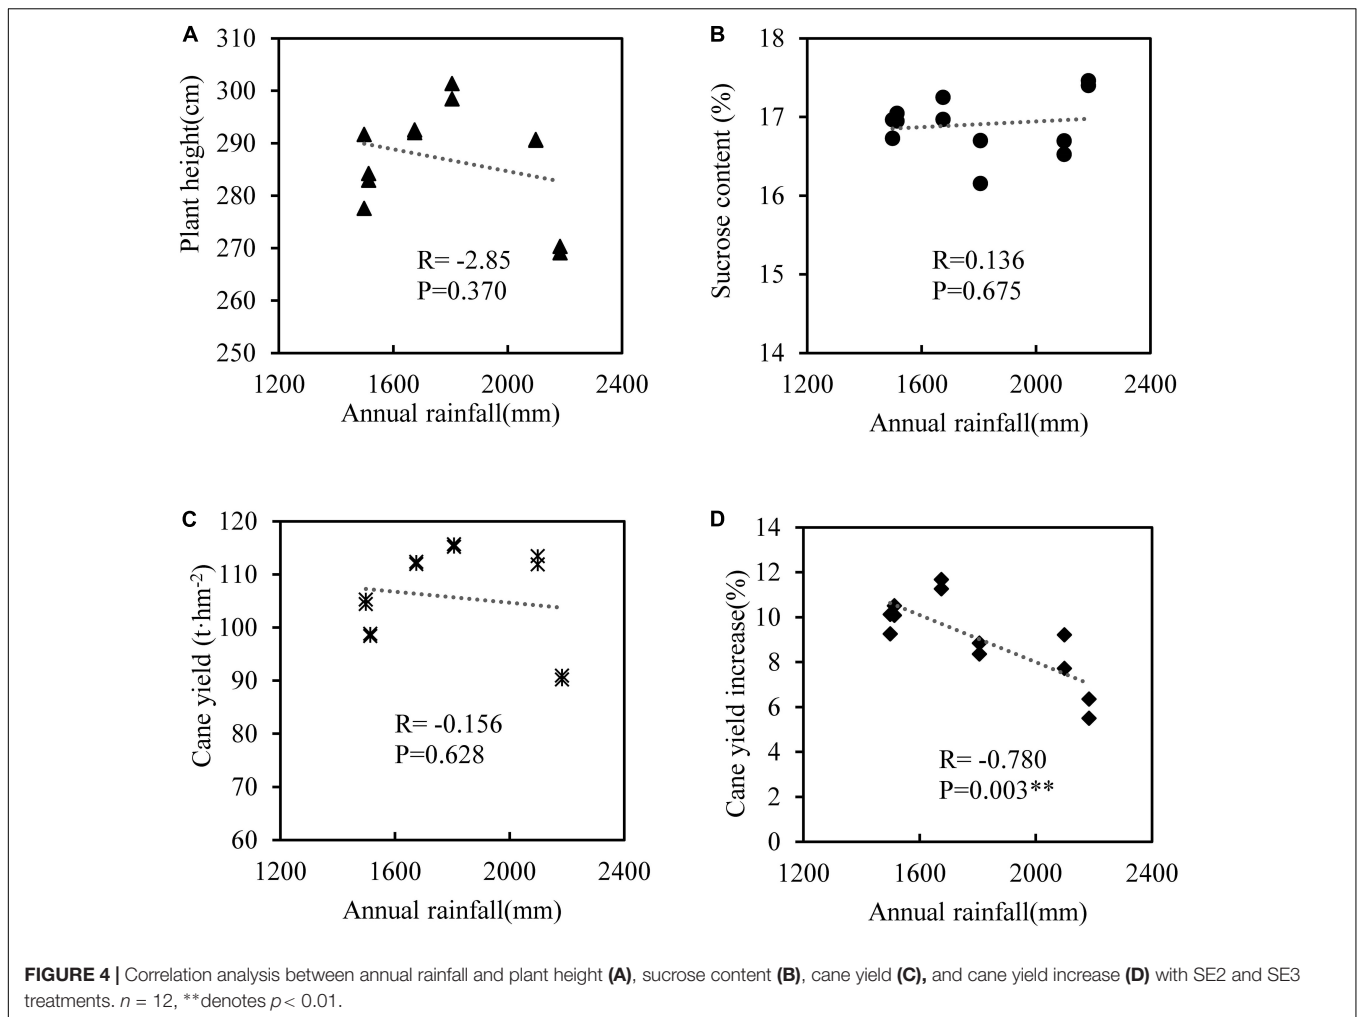 A
310
300
290
280
270
260
250
Plant height(cm)
R= -2.85
P=0.370
1200 1600 2000 2400
Annual rainfall(mm)
B
18
17
16
15
14
Sucrose content (%)
R=0.136
P=0.675
1200 1600 2000 2400
Annual rainfall(mm)
C
120
110
100
90
80
70
60
Cane yield (t·hm-2)
R= -0.156
P=0.628
1200 1600 2000 2400
Annual rainfall(mm)
D
14
12
10
8
6
4
2
0
Cane yield increase(%)
R= -0.780
P=0.003**
1200 1600 2000 2400
Annual rainfall(mm)
FIGURE 4 | Correlation analysis between annual rainfall and plant height (A), sucrose content (B), cane yield (C), and cane yield increase (D) with SE2 and SE3
treatments. n = 12, **denotes p < 0.01.